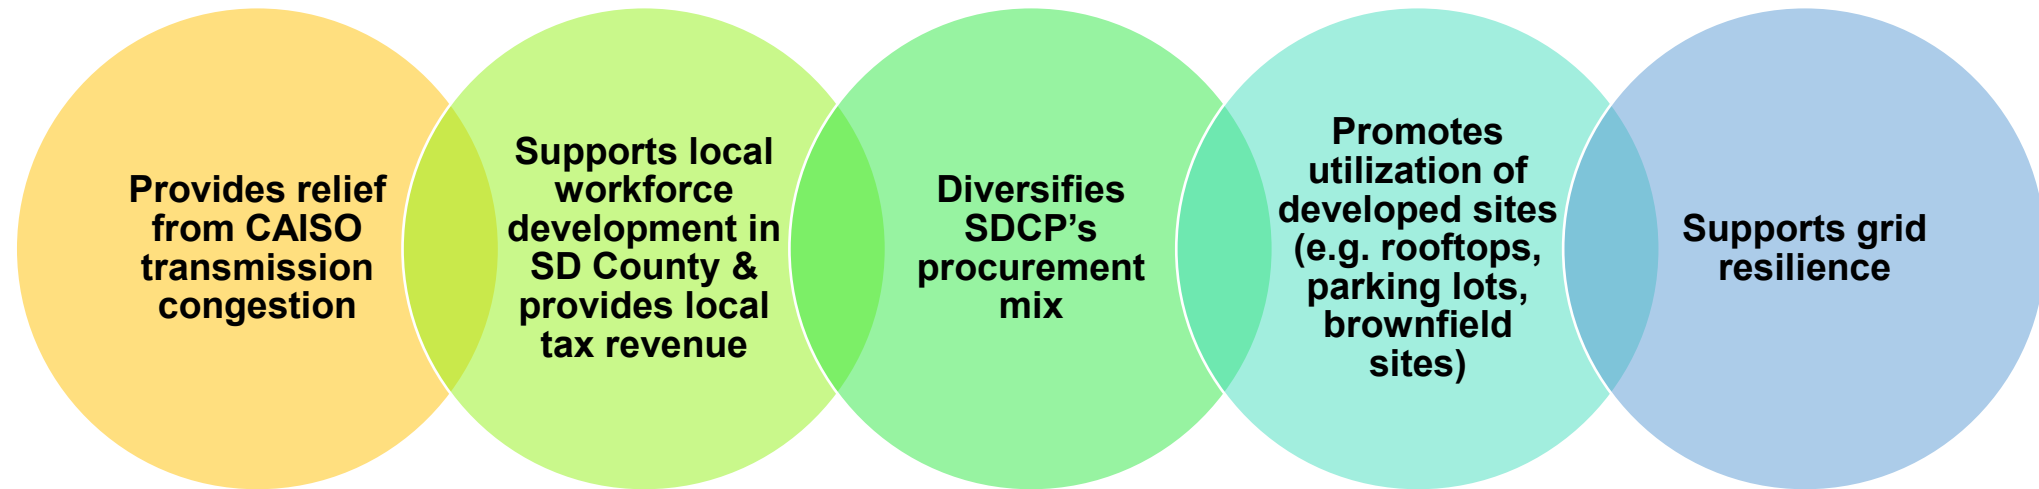 Provides relief
from CAISO
transmission
congestion
Supports local
workforce
development in
SD County &
provides local
tax revenue
Diversifies
SDCP’s
procurement
mix
Promotes
utilization of
developed sites
(e.g. rooftops,
parking lots,
brownfield
sites)
Supports grid
resilience